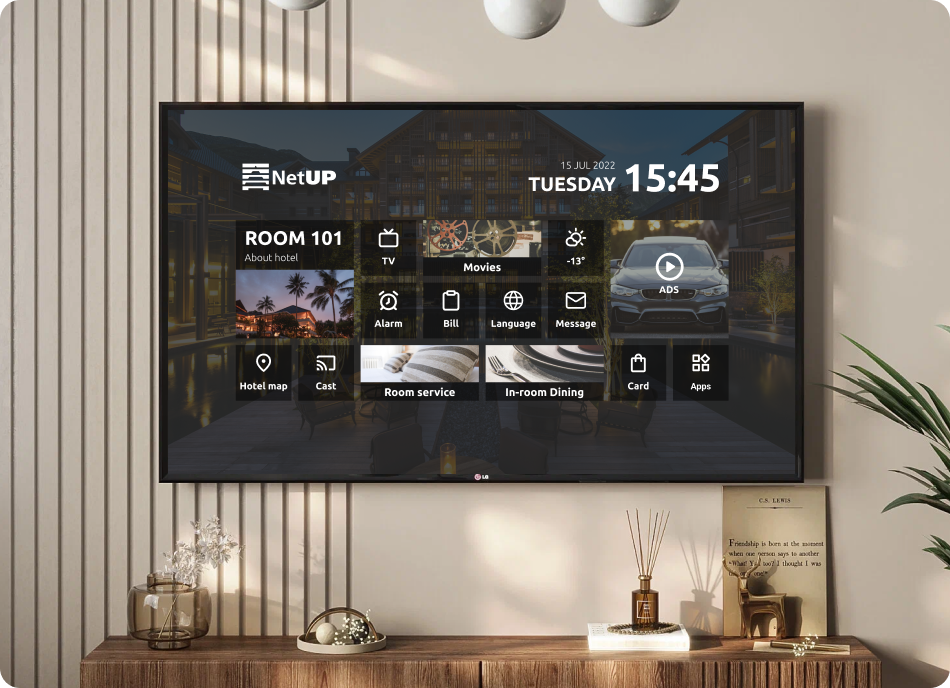 NetUP
15 JUL 2022
TUESDAY 15:45
ROOM 101
About hotel
TV
Movies
-13°
ADS
Alarm
Bill
Language
Message
Hotel map
Cast
Room service
In-room Dining
Card
Apps
LG
C.S. LEWIS
Friendship is born at the moment
when one person says to another
"What! You too? I thought I was
one!"